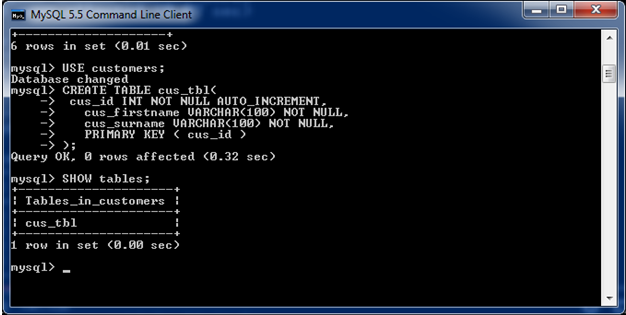 MySQL 5.5 Command Line Client
+--------------------+
6 rows in set (0.01 sec)
mysql> USE customers;
Database changed
mysql> CREATE TABLE cus_tbl(
    -> cus_id INT NOT NULL AUTO_INCREMENT,
    -> cus_firstname VARCHAR(100) NOT NULL,
    -> cus_surname VARCHAR(100) NOT NULL,
    -> PRIMARY KEY ( cus_id )
    -> );
Query OK, 0 rows affected (0.32 sec)
mysql> SHOW tables;
+---------------------+
| Tables_in_customers |
+---------------------+
| cus_tbl             |
+---------------------+
1 row in set (0.00 sec)
mysql> _